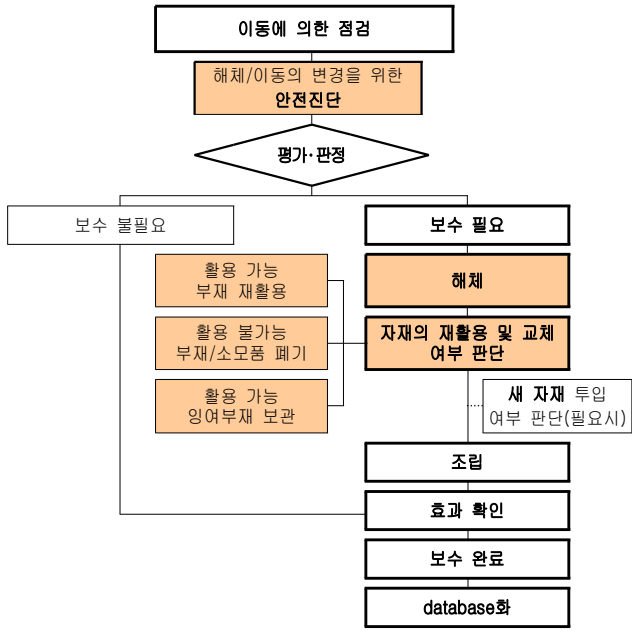 이동에 의한 점검
해체/이동의 변경을 위한
안전진단
평가·판정
보수 불필요
보수 필요
활용 가능
부재 재활용
해체
활용 불가능
부재/소모품 폐기
자재의 재활용 및 교체
여부 판단
활용 가능
잉여부재 보관
새 자재 투입
여부 판단(필요시)
조립
효과 확인
보수 완료
database화